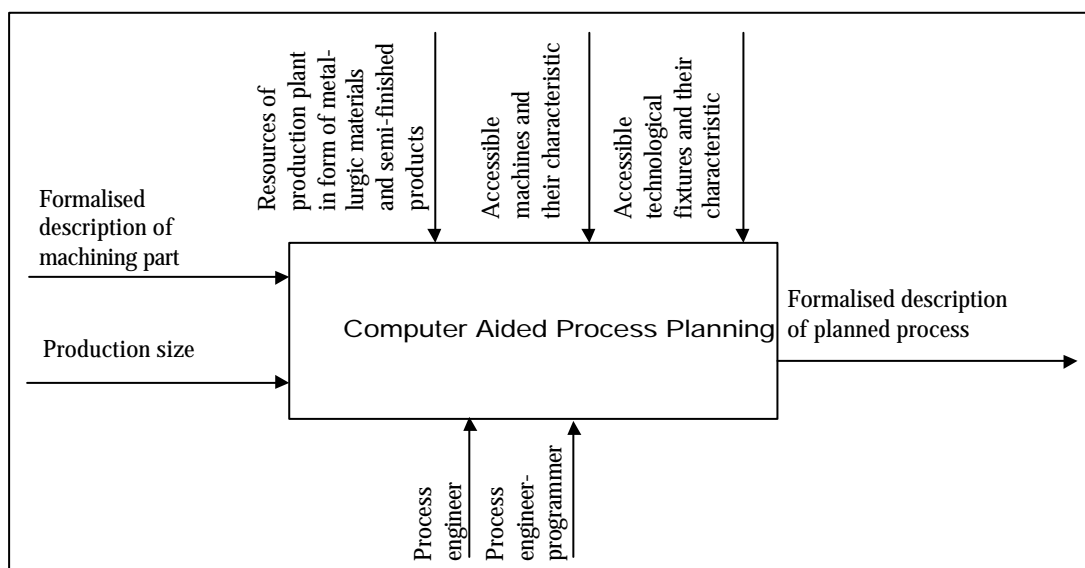 Resources of
production plant
in form of metal-
lurgic materials
and semi-finished
products
Accessible
machines and
their characteristic
Accessible
technological
fixtures and their
characteristic
Formalised
description of
machining part
Production size
Computer Aided Process Planning
Formalised description
of planned process
Process
engineer
Process
engineer-
programmer